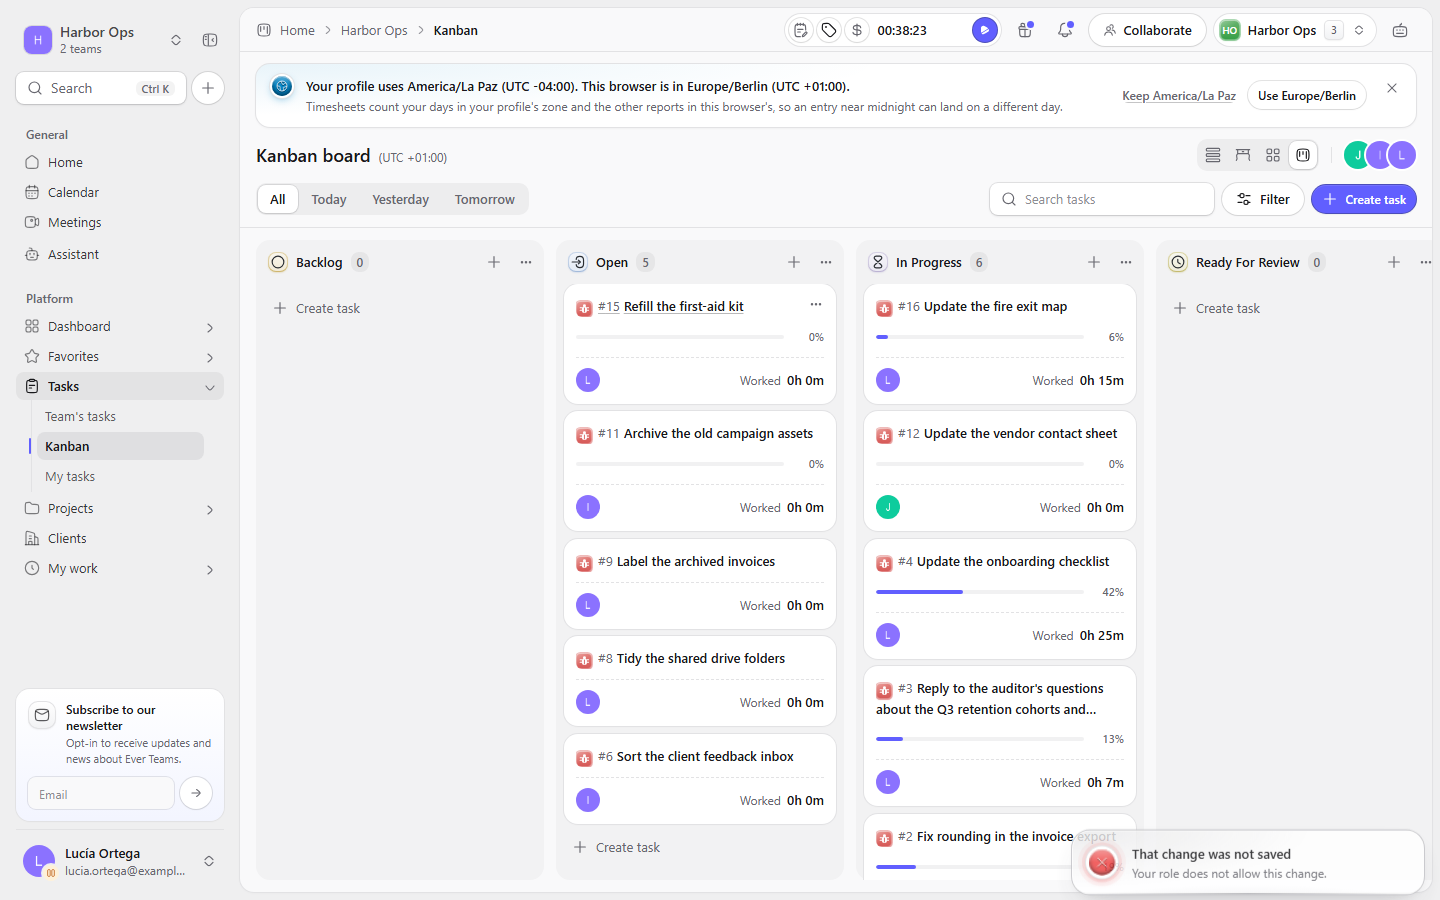 H
Harbor Ops
2 teams
Search
Ctrl K
General
Home
Calendar
Meetings
Assistant
Platform
Dashboard
Favorites
Tasks
Team's tasks
Kanban
My tasks
Projects
Clients
My work
Subscribe to our
newsletter
Opt-in to receive updates and
news about Ever Teams.
Email
L
Lucía Ortega
lucia.ortega@exampl...
Home
Harbor Ops
Kanban
00:38:23
Collaborate
HO
Harbor Ops
3
Your profile uses America/La Paz (UTC -04:00). This browser is in Europe/Berlin (UTC +01:00).
Timesheets count your days in your profile's zone and the other reports in this browser's, so an entry near midnight can land on a different day.
Keep America/La Paz
Use Europe/Berlin
Kanban board
(UTC +01:00)
J
I
L
All
Today
Yesterday
Tomorrow
Search tasks
Filter
Create task
Backlog
0
Create task
Open
5
#15 Refill the first-aid kit
0%
L
Worked 0h 0m
#11 Archive the old campaign assets
0%
I
Worked 0h 0m
#9 Label the archived invoices
L
Worked 0h 0m
#8 Tidy the shared drive folders
L
Worked 0h 0m
#6 Sort the client feedback inbox
I
Worked 0h 0m
Create task
In Progress
6
#16 Update the fire exit map
6%
L
Worked 0h 15m
#12 Update the vendor contact sheet
0%
J
Worked 0h 0m
#4 Update the onboarding checklist
42%
L
Worked 0h 25m
#3 Reply to the auditor's questions
about the Q3 retention cohorts and...
13%
L
Worked 0h 7m
#2 Fix rounding in the invoice export
Ready For Review
0
Create task
That change was not saved
Your role does not allow this change.